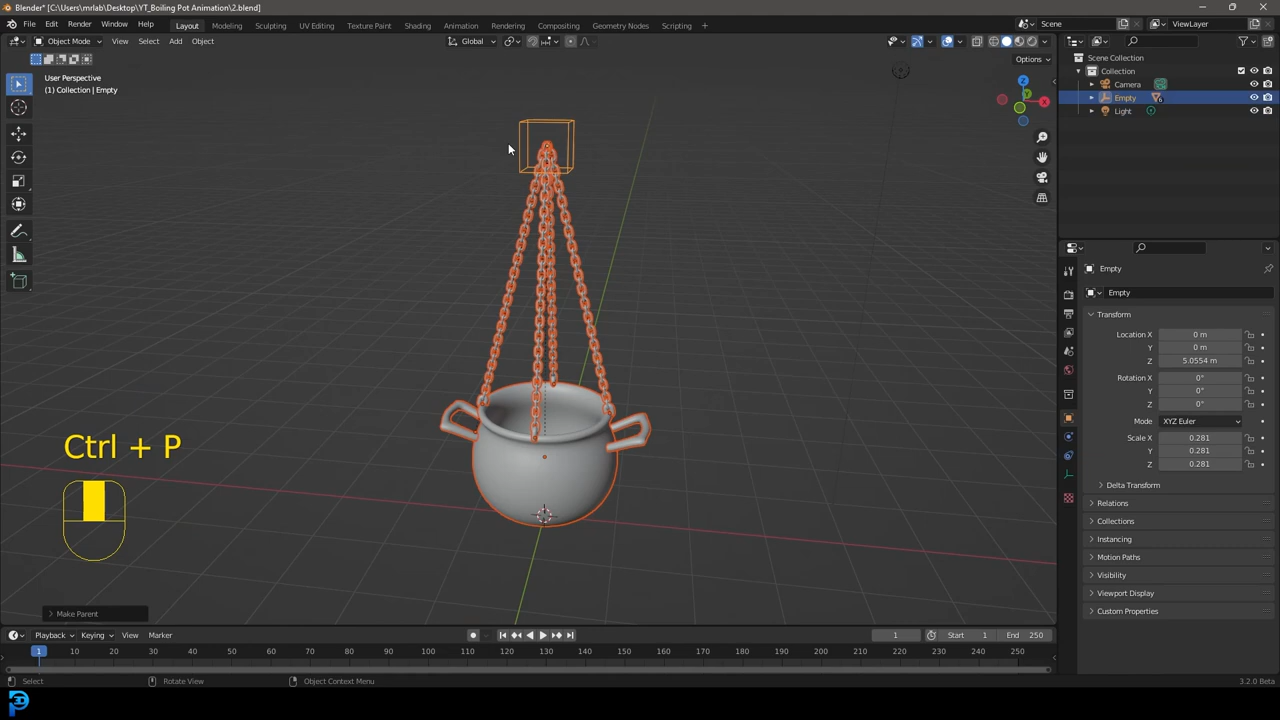 Blender* [C:\Users\mrlab\Desktop\YT_Boiling Pot Animation\2.blend]
File Edit Render Window Help Layout Modeling Sculpting UV Editing Texture Paint Shading Animation Rendering Compositing Geometry Nodes Scripting + Scene ViewLayer
Object Mode View Select Add Object Global
Options
User Perspective
(1) Collection | Empty
Z
Y
X
Scene Collection
Collection
Camera
Empty 6
Light
Empty
Empty
Transform
Location X 0 m
Y 0 m
Z 5.0554 m
Rotation X 0°
Y 0°
Z 0°
Mode XYZ Euler
Scale X 0.281
Y 0.281
Z 0.281
Delta Transform
Relations
Collections
Instancing
Motion Paths
Visibility
Viewport Display
Custom Properties
Ctrl + P
Make Parent
Playback Keying View Marker 1 Start 1 End 250
1 10 20 30 40 50 60 70 80 90 100 110 120 130 140 150 160 170 180 190 200 210 220 230 240 250
Select Rotate View Object Context Menu 3.2.0 Beta